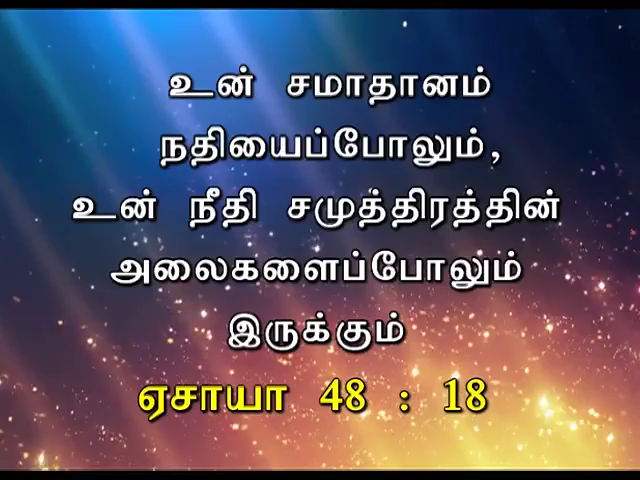 உன் சமாதானம்
நதியைப்போலும்,
உன் நீதி சமுத்திரத்தின்
அலைகளைப்போலும்
இருக்கும்
ஏசாயா 48 : 18